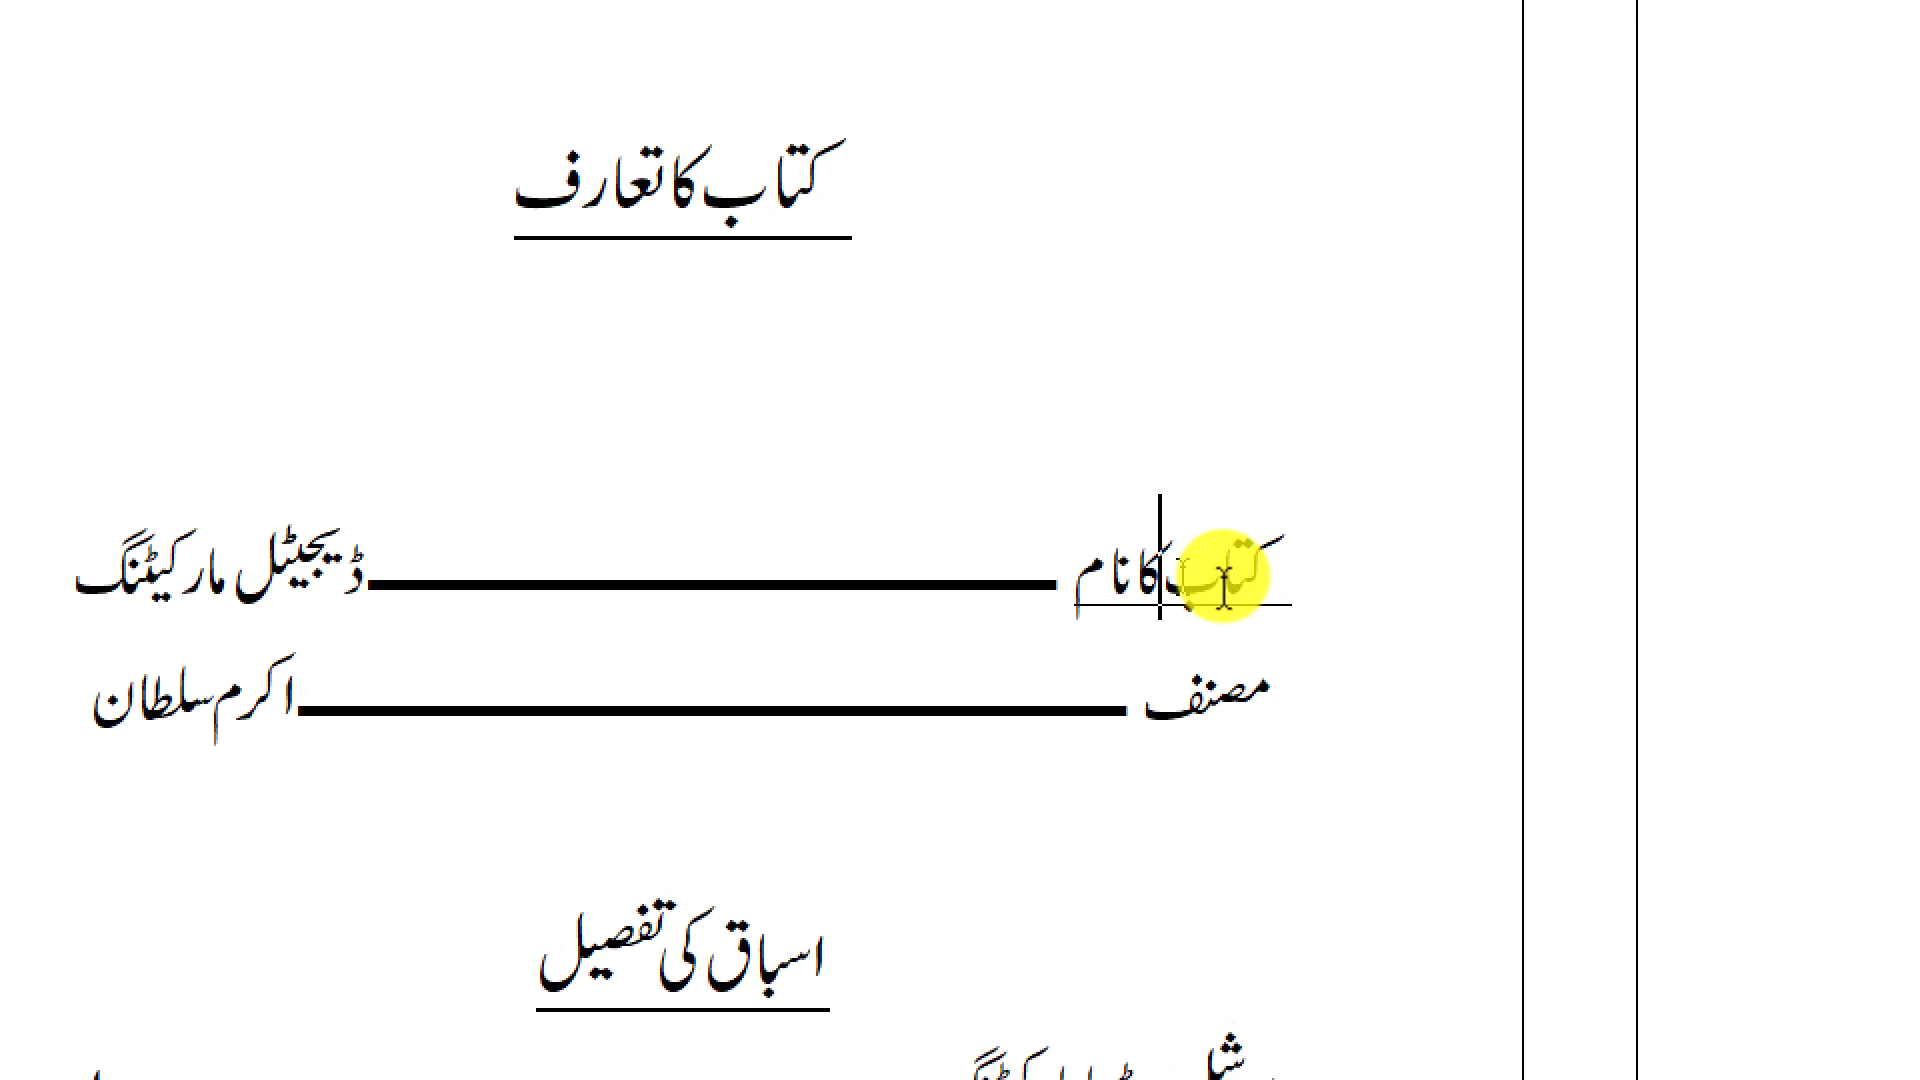 کتاب کا تعارف
کتاب کا نام ڈیجیٹل مارکیٹنگ
مصنف اکرم سلطان
اسباق کی تفصیل